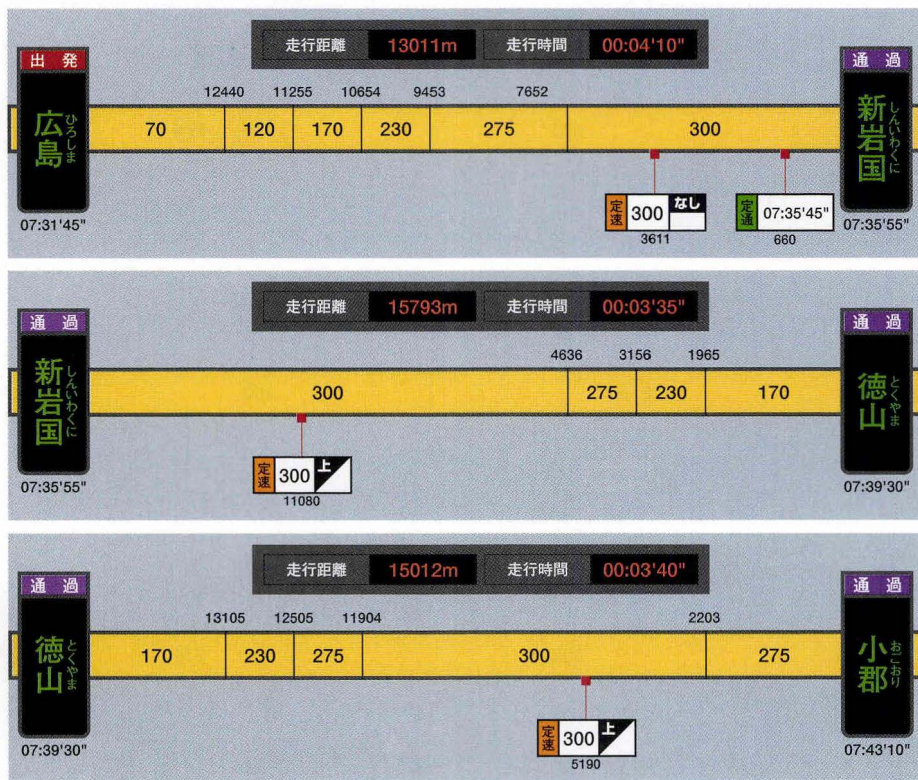 走行距離 13011m 走行時間 00:04'10"
出発
広島
ひろしま
07:31'45"
12440 11255 10654 9453 7652
70 120 170 230 275 300
定速 300 なし
3611
定通 07:35'45"
660
通過
新岩国
しんいわくに
07:35'55"
走行距離 15793m 走行時間 00:03'35"
通過
新岩国
しんいわくに
07:35'55"
4636 3156 1965
300 275 230 170
定速 300 上
11080
通過
徳山
とくやま
07:39'30"
走行距離 15012m 走行時間 00:03'40"
通過
徳山
とくやま
07:39'30"
13105 12505 11904 2203
170 230 275 300 275
定速 300 上
5190
通過
小郡
おごおり
07:43'10"